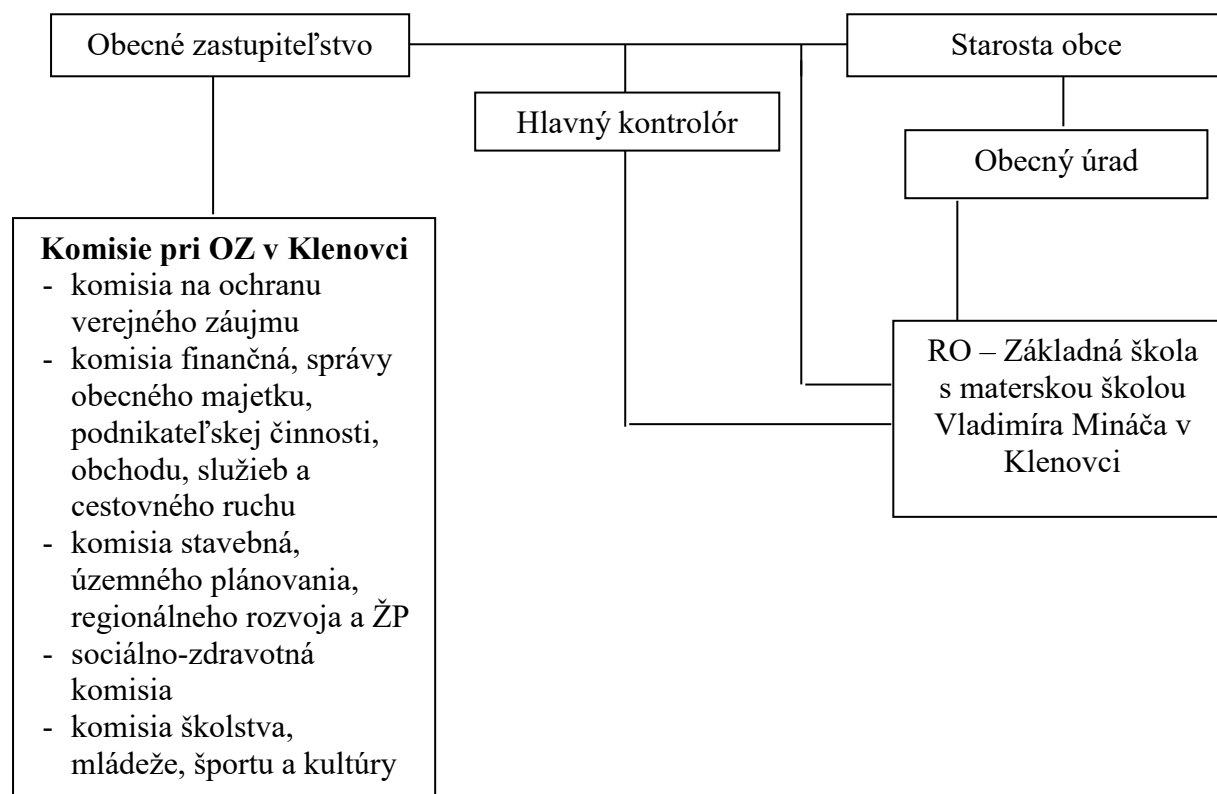 Obecné zastupiteľstvo
Starosta obce
Hlavný kontrolór
Obecný úrad
Komisie pri OZ v Klenovci
- komisia na ochranu
verejného záujmu
- komisia finančná, správy
obecného majetku,
podnikateľskej činnosti,
obchodu, služieb a
cestovného ruchu
- komisia stavebná,
územného plánovania,
regionálneho rozvoja a ŽP
- sociálno-zdravotná
komisia
- komisia školstva,
mládeže, športu a kultúry
RO – Základná škola
s materskou školou
Vladimíra Mináča v
Klenovci